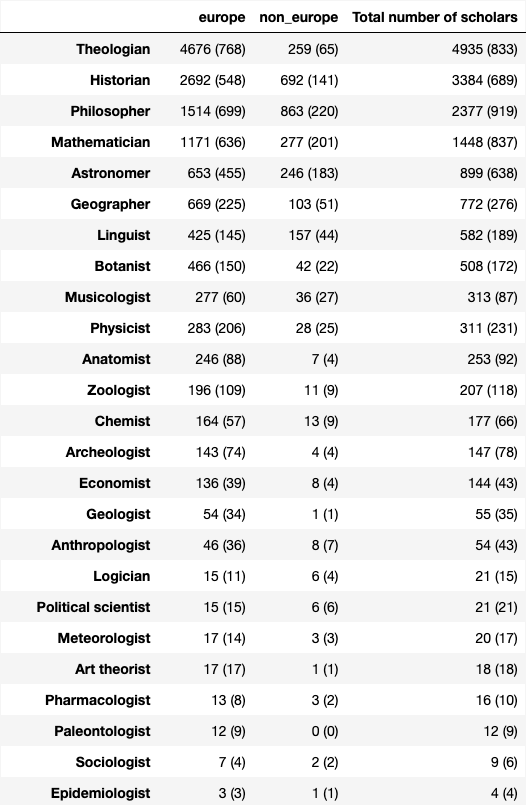 europe non_europe Total number of scholars
Theologian 4676 (768) 259 (65) 4935 (833)
Historian 2692 (548) 692 (141) 3384 (689)
Philosopher 1514 (699) 863 (220) 2377 (919)
Mathematician 1171 (636) 277 (201) 1448 (837)
Astronomer 653 (455) 246 (183) 899 (638)
Geographer 669 (225) 103 (51) 772 (276)
Linguist 425 (145) 157 (44) 582 (189)
Botanist 466 (150) 42 (22) 508 (172)
Musicologist 277 (60) 36 (27) 313 (87)
Physicist 283 (206) 28 (25) 311 (231)
Anatomist 246 (88) 7 (4) 253 (92)
Zoologist 196 (109) 11 (9) 207 (118)
Chemist 164 (57) 13 (9) 177 (66)
Archeologist 143 (74) 4 (4) 147 (78)
Economist 136 (39) 8 (4) 144 (43)
Geologist 54 (34) 1 (1) 55 (35)
Anthropologist 46 (36) 8 (7) 54 (43)
Logician 15 (11) 6 (4) 21 (15)
Political scientist 15 (15) 6 (6) 21 (21)
Meteorologist 17 (14) 3 (3) 20 (17)
Art theorist 17 (17) 1 (1) 18 (18)
Pharmacologist 13 (8) 3 (2) 16 (10)
Paleontologist 12 (9) 0 (0) 12 (9)
Sociologist 7 (4) 2 (2) 9 (6)
Epidemiologist 3 (3) 1 (1) 4 (4)